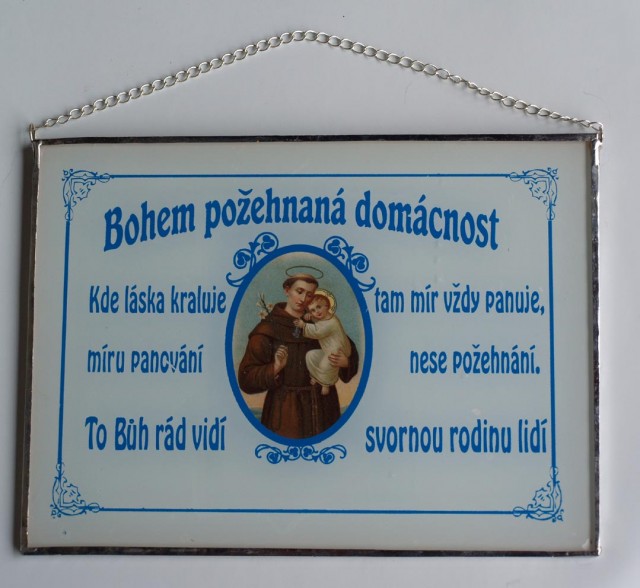 Bohem požehnaná domácnost
Kde láska kraluje tam mír vždy panuje,
míru panování nese požehnání.
To Bůh rád vidí svornou rodinu lidí